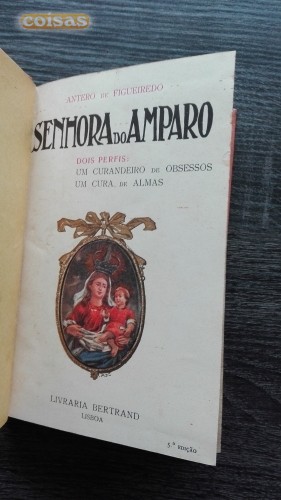 coisas
ANTERO DE FIGUEIREDO
SENHORA DO AMPARO
DOIS PERFIS:
UM CURANDEIRO DE OBSESSOS
UM CURA DE ALMAS
LIVRARIA BERTRAND
LISBOA
5.ª EDIÇÃO